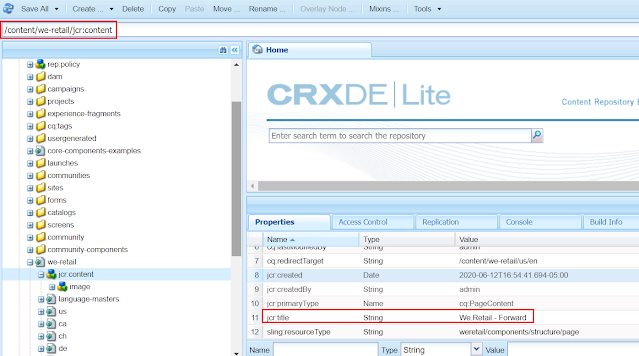 Save All Create ... Delete Copy Paste Move ... Rename ... Overlay Node ... Mixins ... Tools
/content/we-retail/jcr:content
rep:policy
dam
campaigns
projects
experience-fragments
cq:tags
usergenerated
core-components-examples
launches
communities
sites
forms
catalogs
screens
community
community-components
we-retail
jcr:content
image
language-masters
us
ca
ch
de
Home
CRXDE | Lite
Content Repository
Enter search term to search the repository
Properties Access Control Replication Console Build Info
Name Type Value
6 cq:lastModifiedBy String admin
7 cq:redirectTarget String /content/we-retail/us/en
8 jcr:created Date 2020-06-12T16:54:41.694-05:00
9 jcr:createdBy String admin
10 jcr:primaryType Name cq:PageContent
11 jcr:title String We.Retail - Forward
12 sling:resourceType String weretail/components/structure/page
Name Type String Value